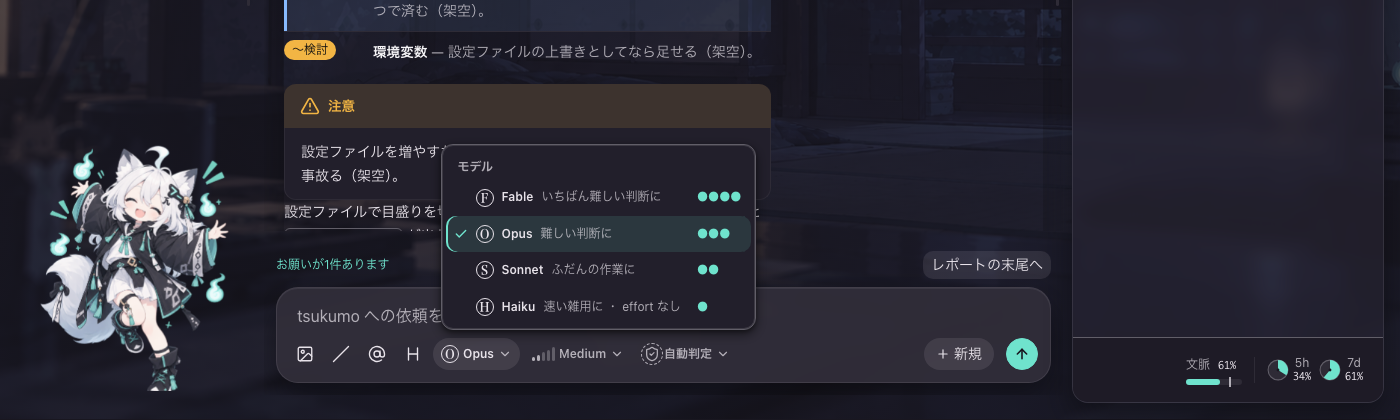 つで済む（架空）。
〜検討
環境変数 — 設定ファイルの上書きとしてなら足せる（架空）。
注意
設定ファイルを増やす
事故る（架空）。
設定ファイルで目盛りを
モデル
F Fable いちばん難しい判断に
O Opus 難しい判断に
S Sonnet ふだんの作業に
H Haiku 速い雑用に ・ effort なし
お願いが1件あります
レポートの末尾へ
tsukumo への依頼を
O Opus
Medium
自動判定
+ 新規
文脈 61%
5h 34%
7d 61%